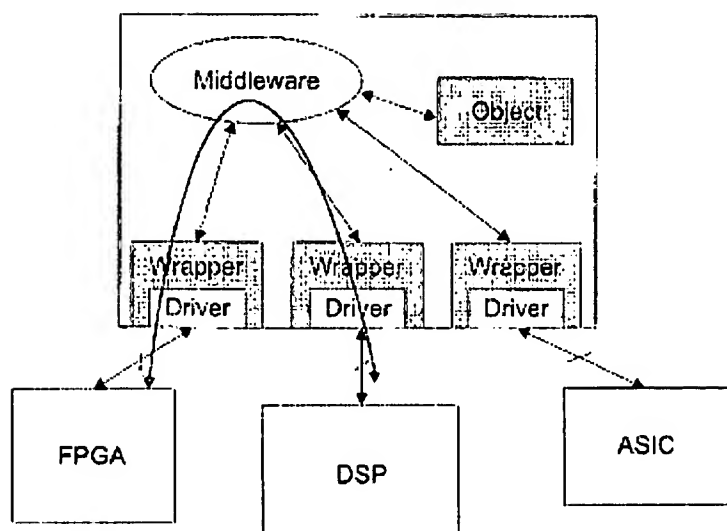 Middleware
Object
Wrapper Wrapper Wrapper
Driver Driver Driver
FPGA DSP ASIC